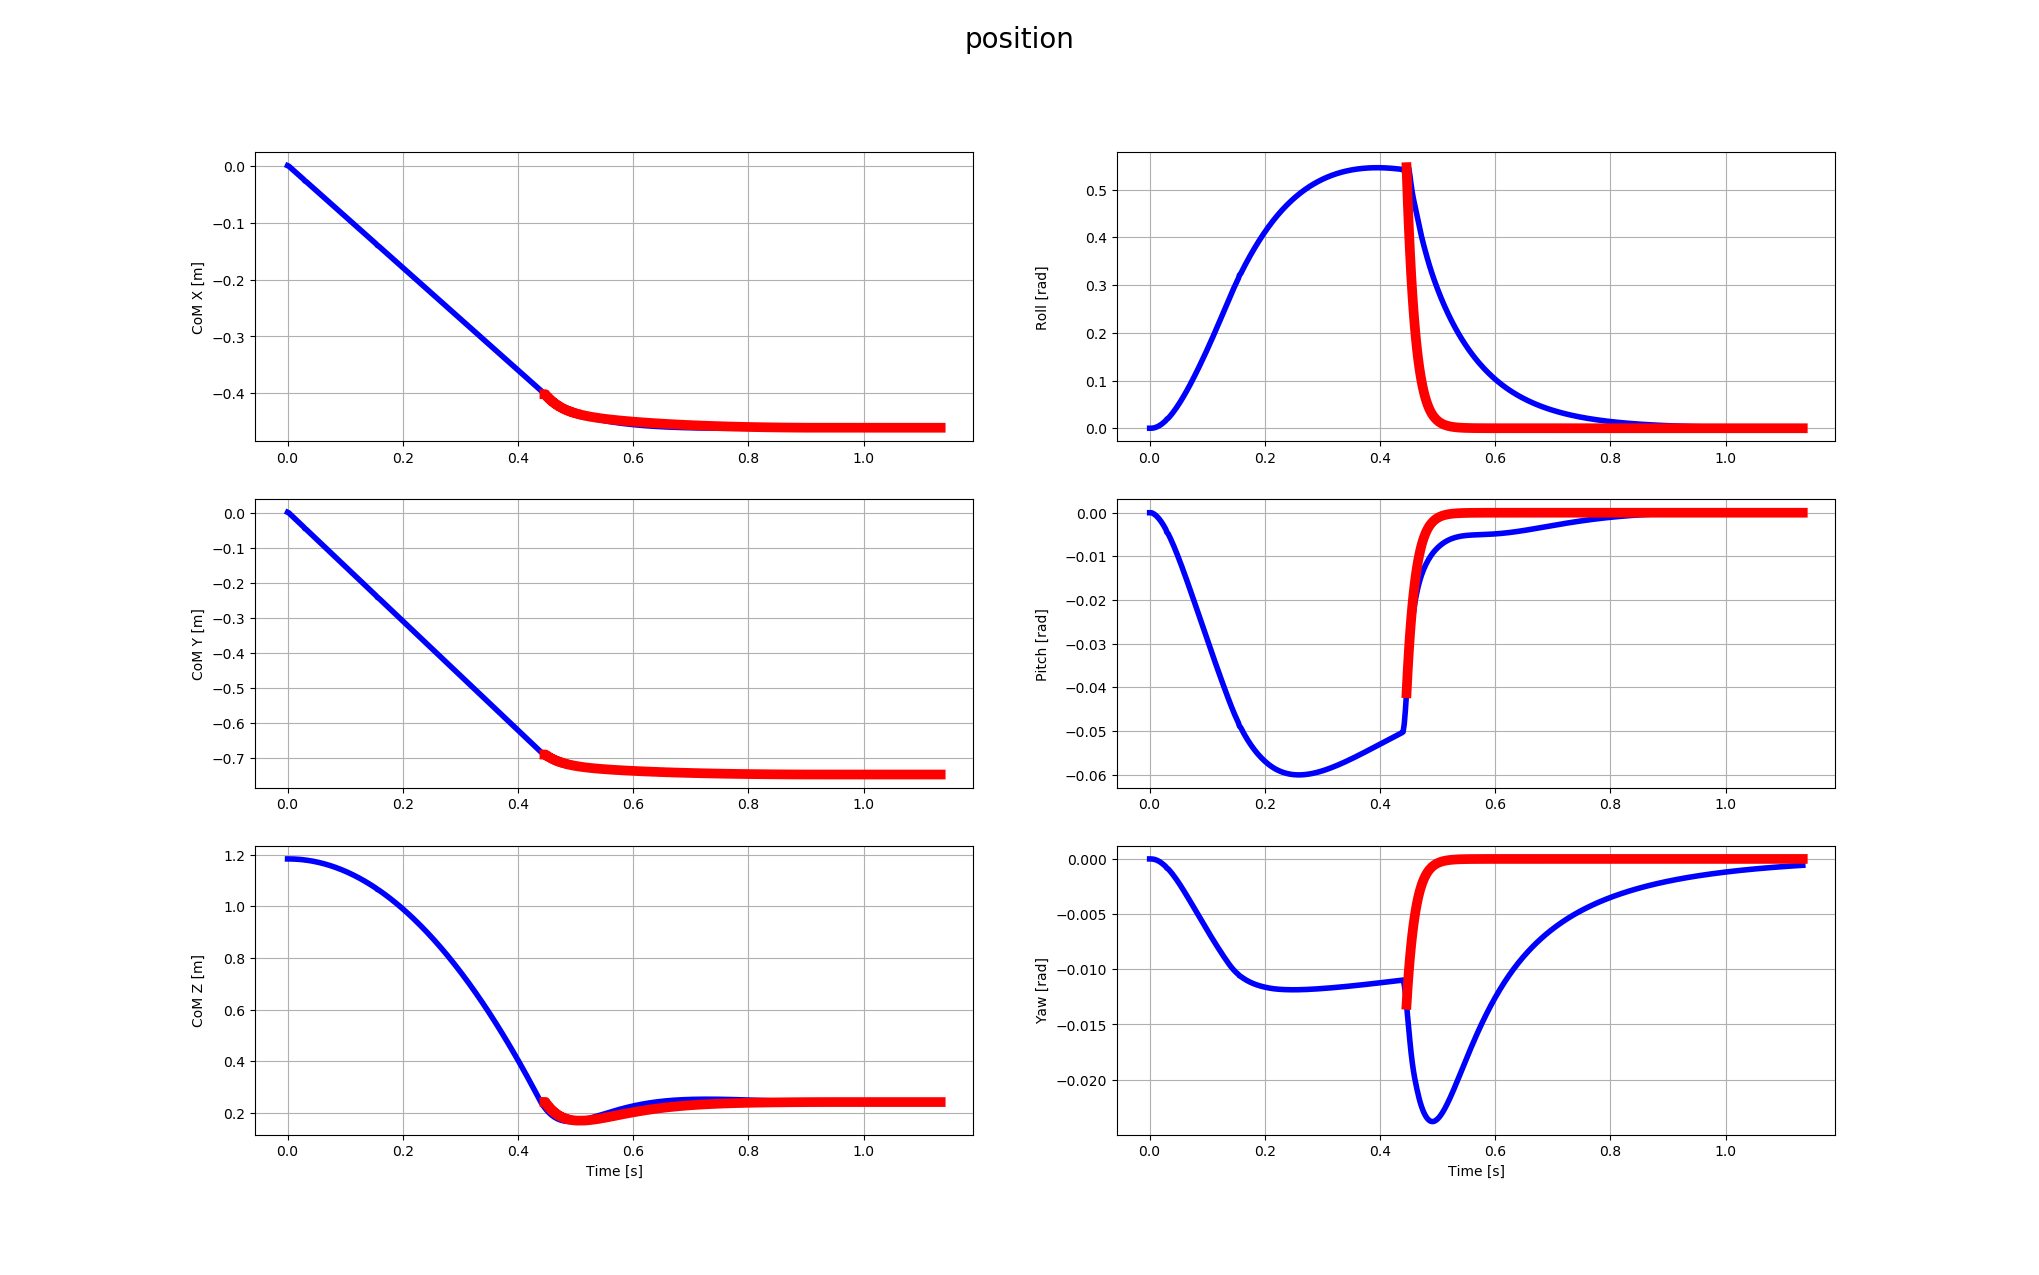 position
CoM X [m]
0.0
−0.1
−0.2
−0.3
−0.4
0.0 0.2 0.4 0.6 0.8 1.0
Roll [rad]
0.5
0.4
0.3
0.2
0.1
0.0
0.0 0.2 0.4 0.6 0.8 1.0
CoM Y [m]
0.0
−0.1
−0.2
−0.3
−0.4
−0.5
−0.6
−0.7
0.0 0.2 0.4 0.6 0.8 1.0
Pitch [rad]
0.00
−0.01
−0.02
−0.03
−0.04
−0.05
−0.06
0.0 0.2 0.4 0.6 0.8 1.0
CoM Z [m]
1.2
1.0
0.8
0.6
0.4
0.2
0.0 0.2 0.4 0.6 0.8 1.0
Time [s]
Yaw [rad]
0.000
−0.005
−0.010
−0.015
−0.020
0.0 0.2 0.4 0.6 0.8 1.0
Time [s]